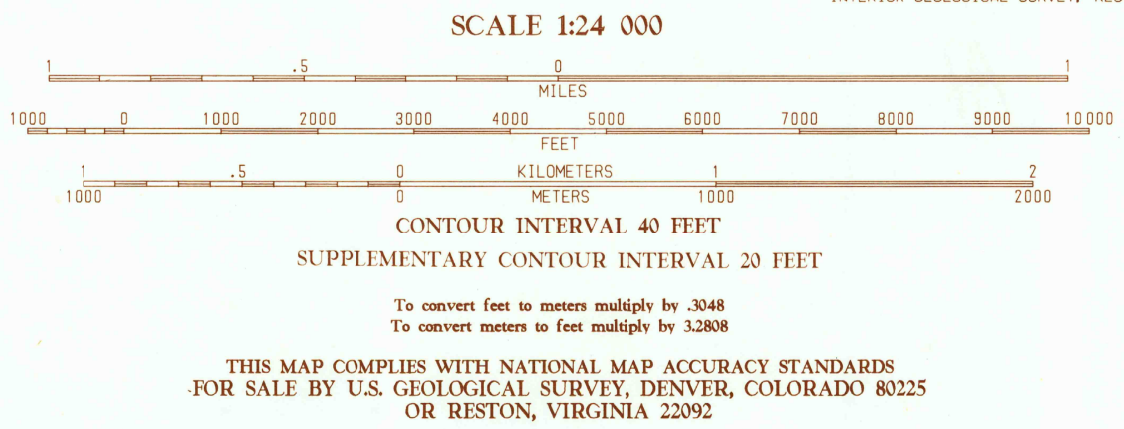 INTERIOR GEOLOGICAL SURVEY,
SCALE 1:24 000
1 .5 0 1
MILES
1000 0 1000 2000 3000 4000 5000 6000 7000 8000 9000 10 000
FEET
1 .5 0 KILOMETERS 1 2
1000 0 METERS 1000 2000
CONTOUR INTERVAL 40 FEET
SUPPLEMENTARY CONTOUR INTERVAL 20 FEET
To convert feet to meters multiply by .3048
To convert meters to feet multiply by 3.2808
THIS MAP COMPLIES WITH NATIONAL MAP ACCURACY STANDARDS
FOR SALE BY U.S. GEOLOGICAL SURVEY, DENVER, COLORADO 80225
OR RESTON, VIRGINIA 22092